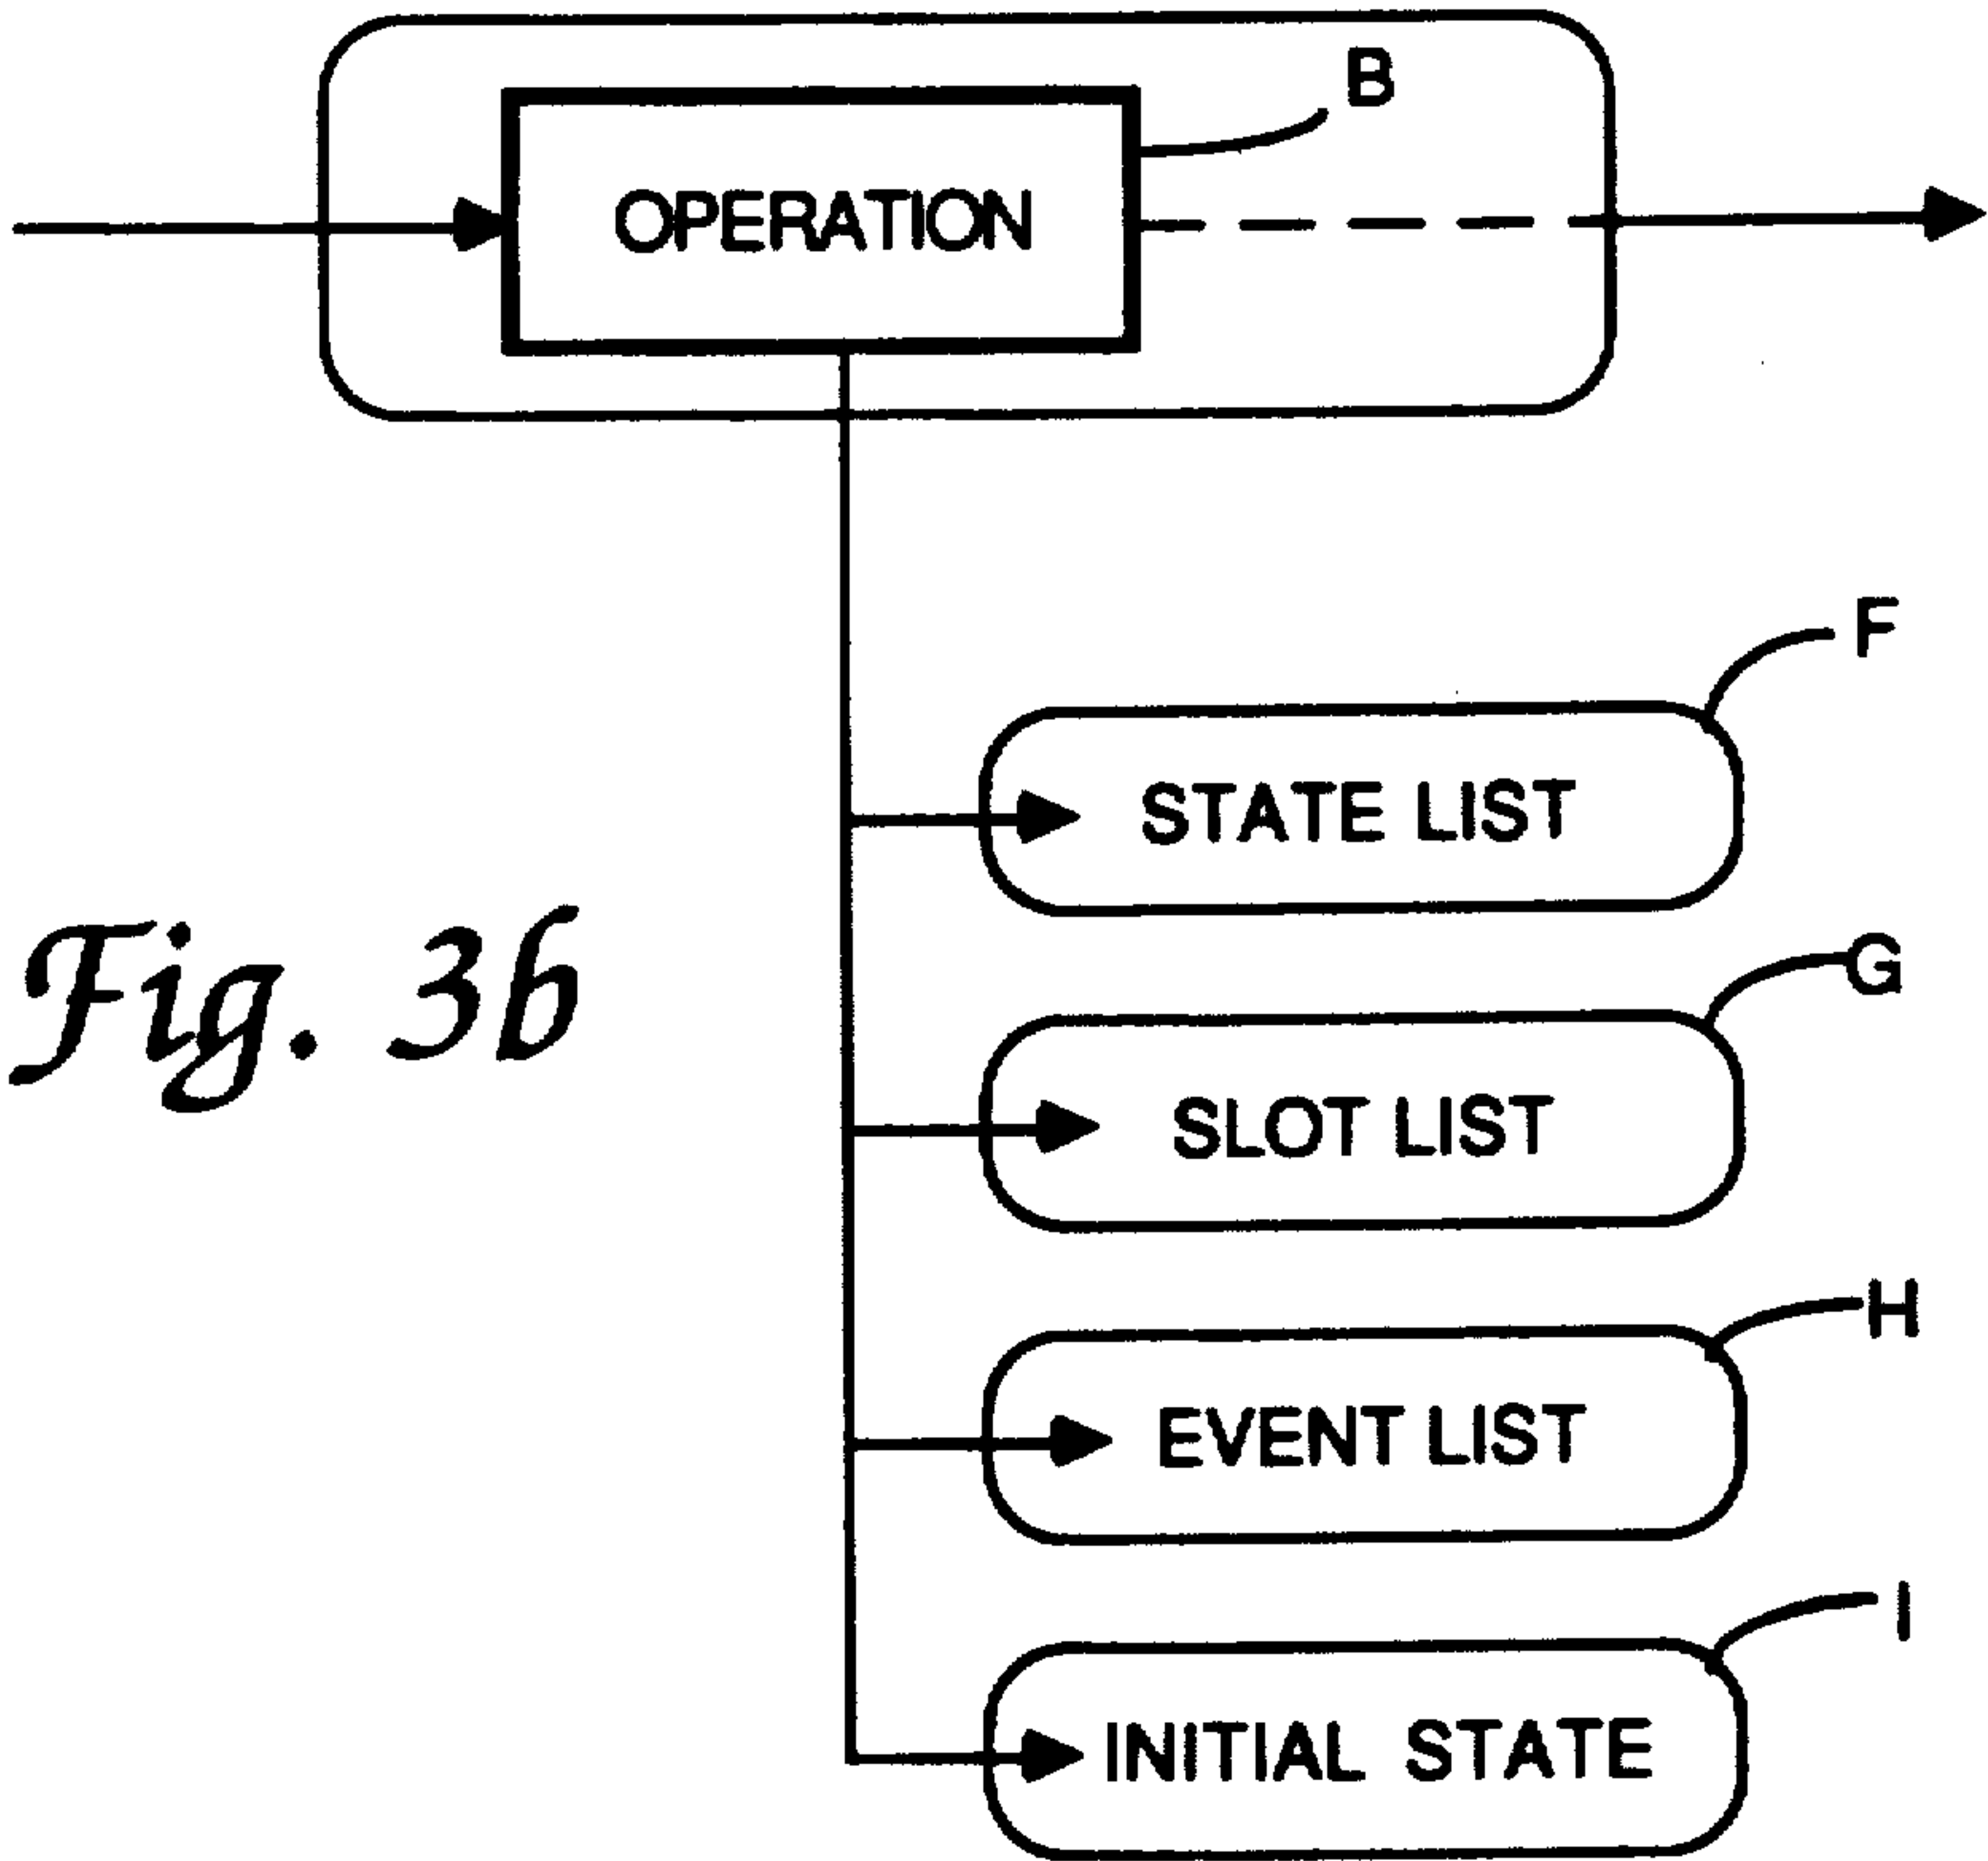 B
OPERATION
F
STATE LIST
G
SLOT LIST
Fig. 3b
H
EVENT LIST
I
INITIAL STATE